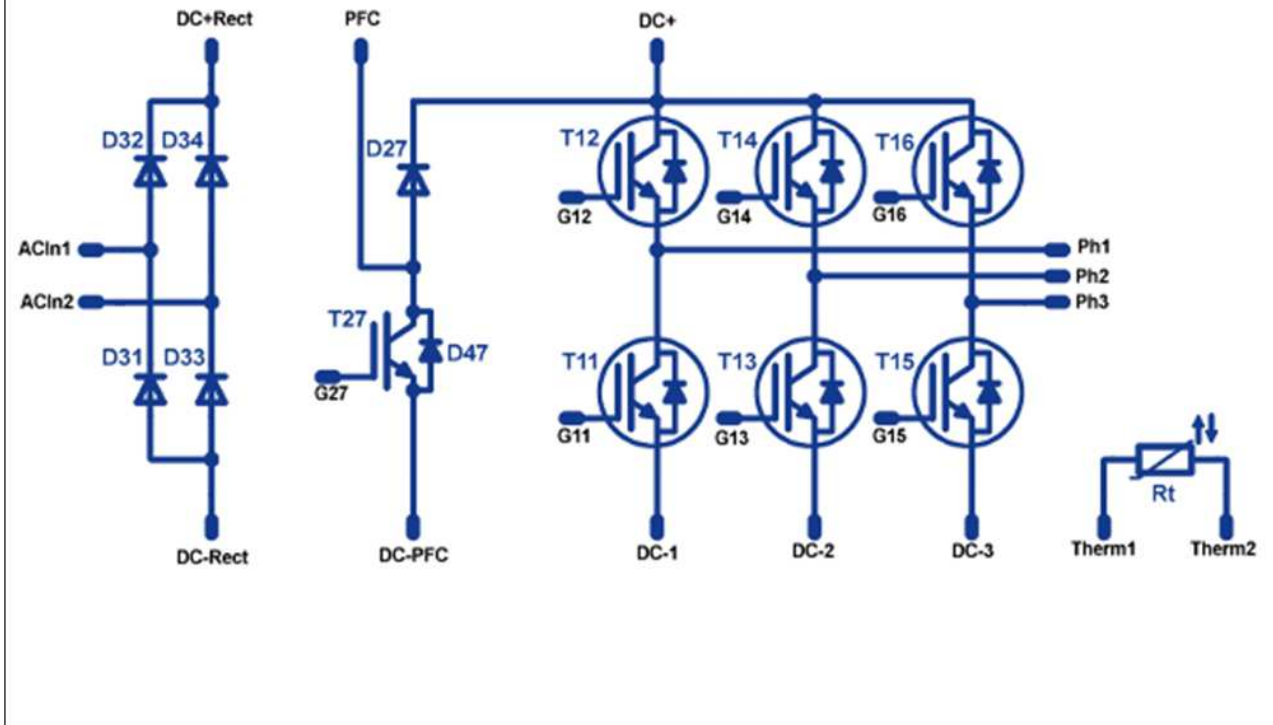 DC+Rect PFC DC+
D32 D34 D27 T12 T14 T16
G12 G14 G16
ACIn1 Ph1
ACIn2 Ph2
Ph3
T27
D31 D33 D47 T11 T13 T15
G27
G11 G13 G15
Rt
DC-Rect DC-PFC DC-1 DC-2 DC-3 Therm1 Therm2